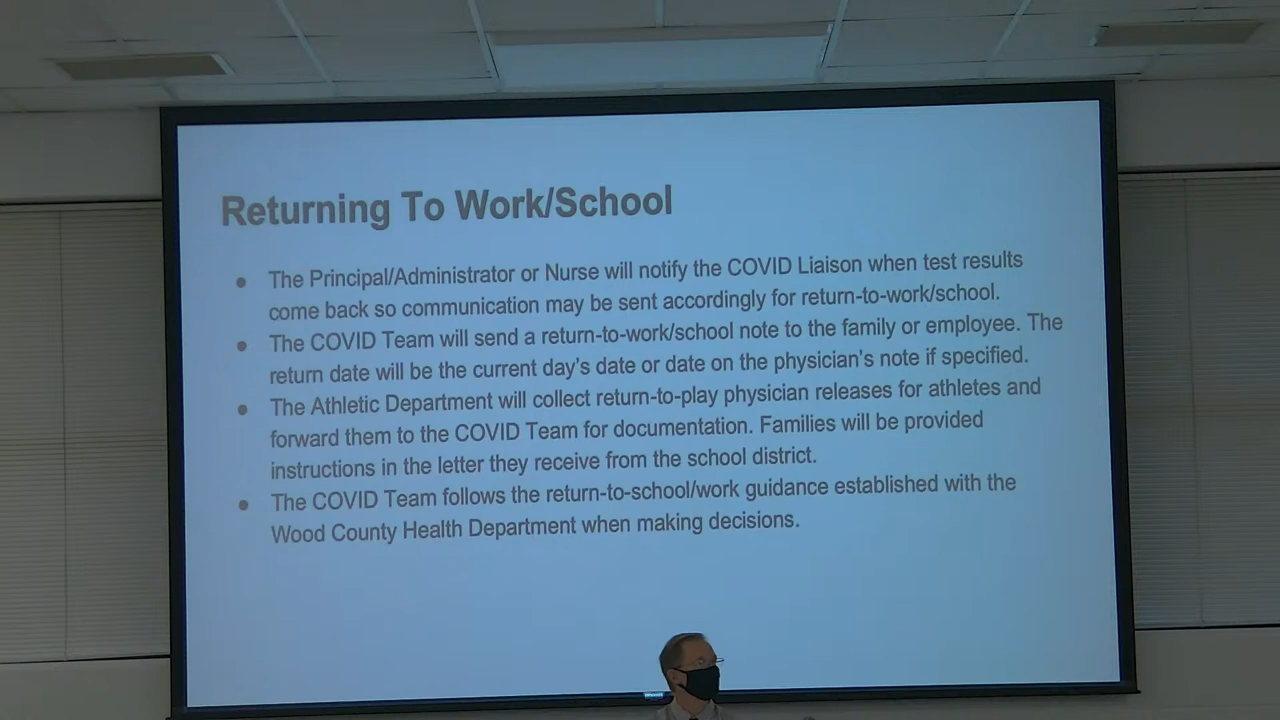 Returning To Work/School
● The Principal/Administrator or Nurse will notify the COVID Liaison when test results
come back so communication may be sent accordingly for return-to-work/school.
● The COVID Team will send a return-to-work/school note to the family or employee. The
return date will be the current day's date or date on the physician's note if specified.
● The Athletic Department will collect return-to-play physician releases for athletes and
forward them to the COVID Team for documentation. Families will be provided
instructions in the letter they receive from the school district.
● The COVID Team follows the return-to-school/work guidance established with the
Wood County Health Department when making decisions.